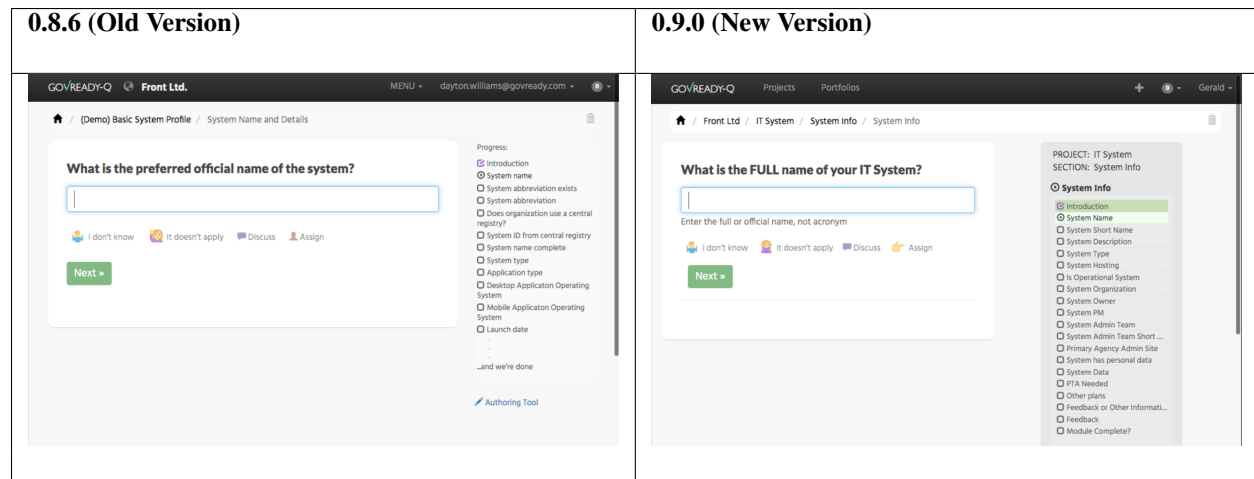 0.8.6 (Old Version)
GOV√READY-Q Front Ltd. MENU dayton.williams@govready.com 0
/ (Demo) Basic System Profile / System Name and Details
What is the preferred official name of the system?
I don't know It doesn't apply Discuss Assign
Next »
Progress:
Introduction
System name
System abbreviation exists
System abbreviation
Does organization use a central
registry?
System ID from central registry
System name complete
System type
Application type
Desktop Applicaton Operating
System
Mobile Applicaton Operating
System
Launch date
.
.
.
...and we're done
Authoring Tool
0.9.0 (New Version)
GOV√READY-Q Projects Portfolios + 0 Gerald
/ Front Ltd / IT System / System Info / System Info
What is the FULL name of your IT System?
Enter the full or official name, not acronym
I don't know It doesn't apply Discuss Assign
Next »
PROJECT: IT System
SECTION: System Info
System Info
Introduction
System Name
System Short Name
System Description
System Type
System Hosting
Is Operational System
System Organization
System Owner
System PM
System Admin Team
System Admin Team Short ...
Primary Agency Admin Site
System has personal data
System Data
PTA Needed
Other plans
Feedback or Other Informati...
Feedback
Module Complete?